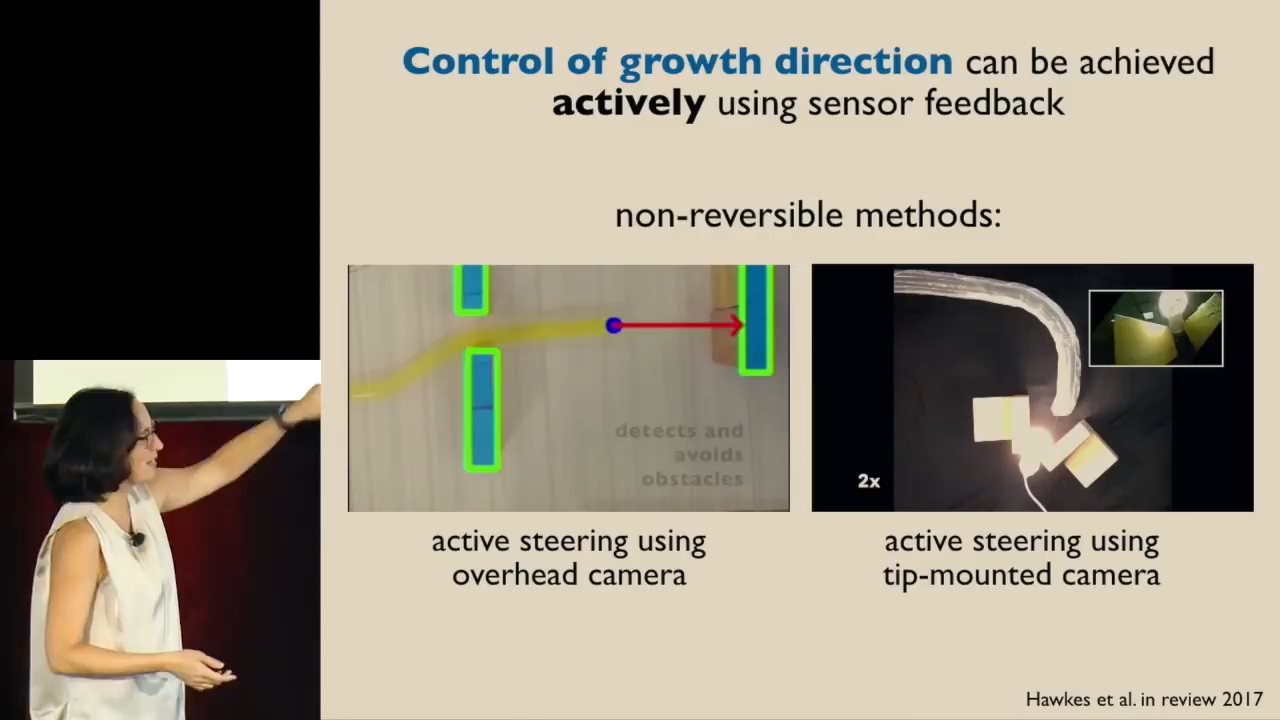 Control of growth direction can be achieved
actively using sensor feedback
non-reversible methods:
detects and
avoids
obstacles
2x
active steering using
overhead camera
active steering using
tip-mounted camera
Hawkes et al. in review 2017